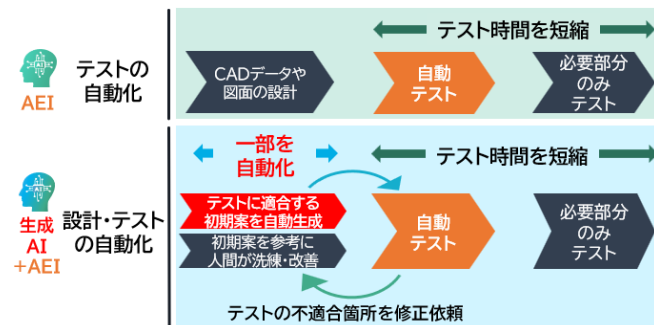 テスト時間を短縮
AI
AEI
テストの
自動化
CADデータや
図面の設計
自動
テスト
必要部分
のみ
テスト
一部を
自動化
テスト時間を短縮
AI
生成
AI
+AEI
設計・テスト
の自動化
テストに適合する
初期案を自動生成
初期案を参考に
人間が洗練・改善
自動
テスト
必要部分
のみ
テスト
テストの不適合箇所を修正依頼